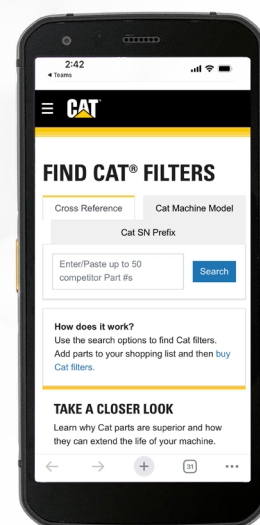 2:42
◀ Teams
CAT
FIND CAT® FILTERS
Cross Reference
Cat Machine Model
Cat SN Prefix
Enter/Paste up to 50
competitor Part #s
Search
How does it work?
Use the search options to find Cat filters.
Add parts to your shopping list and then buy
Cat filters.
TAKE A CLOSER LOOK
Learn why Cat parts are superior and how
they can extend the life of your machine.
31